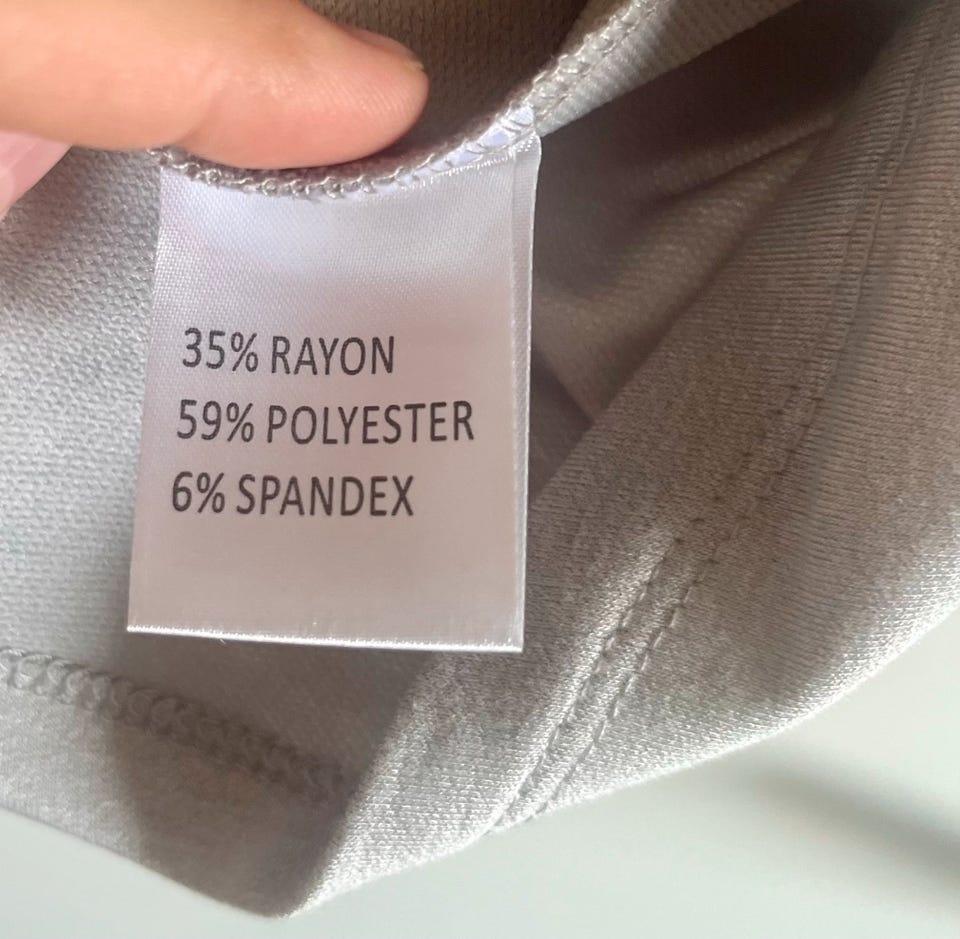 35% RAYON
59% POLYESTER
6% SPANDEX